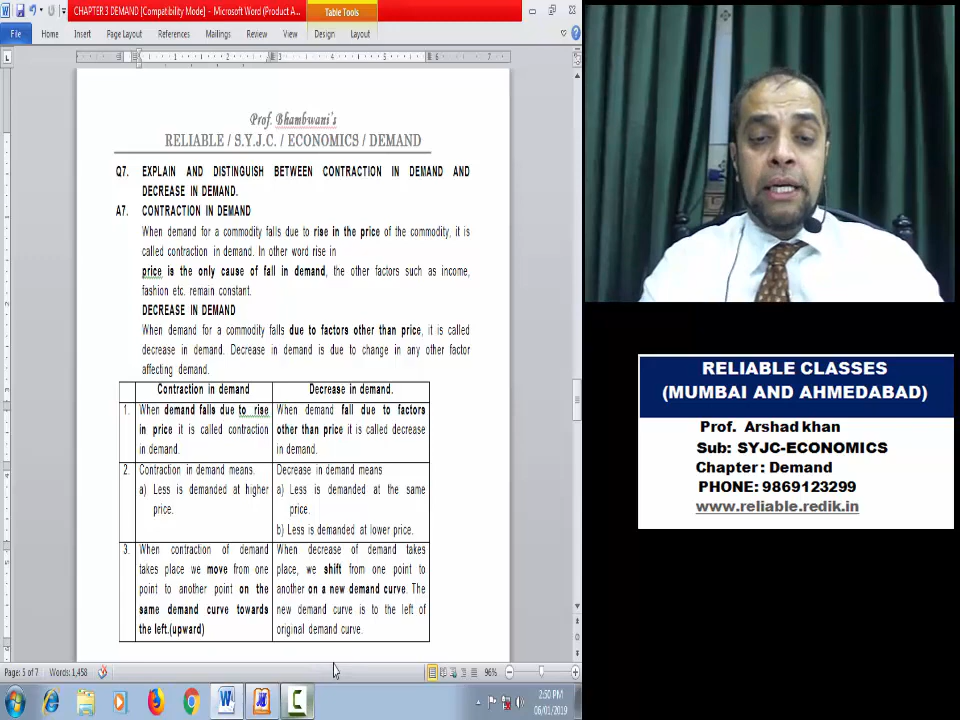 CHAPTER 3 DEMAND [Compatibility Mode] - Microsoft Word (Product A...
Table Tools
File Home Insert Page Layout References Mailings Review View Design Layout
Prof. Bhambwani's
RELIABLE / S.Y.J.C. / ECONOMICS / DEMAND
Q7. EXPLAIN AND DISTINGUISH BETWEEN CONTRACTION IN DEMAND AND
DECREASE IN DEMAND.
A7. CONTRACTION IN DEMAND
When demand for a commodity falls due to rise in the price of the commodity, it is
called contraction in demand. In other word rise in
price is the only cause of fall in demand, the other factors such as income,
fashion etc. remain constant.
DECREASE IN DEMAND
When demand for a commodity falls due to factors other than price, it is called
decrease in demand. Decrease in demand is due to change in any other factor
affecting demand.
Contraction in demand
Decrease in demand.
1.
When demand falls due to rise
in price it is called contraction
in demand.
When demand fall due to factors
other than price it is called decrease
in demand.
2.
Contraction in demand means.
a) Less is demanded at higher
price.
Decrease in demand means
a) Less is demanded at the same
price.
b) Less is demanded at lower price.
3.
When contraction of demand
takes place we move from one
point to another point on the
same demand curve towards
the left.(upward)
When decrease of demand takes
place, we shift from one point to
another on a new demand curve. The
new demand curve is to the left of
original demand curve.
Page: 5 of 7 Words: 1,458
96%
2:50 PM
06/01/2019
RELIABLE CLASSES
(MUMBAI AND AHMEDABAD)
Prof. Arshad khan
Sub: SYJC-ECONOMICS
Chapter : Demand
PHONE: 9869123299
www.reliable.redik.in